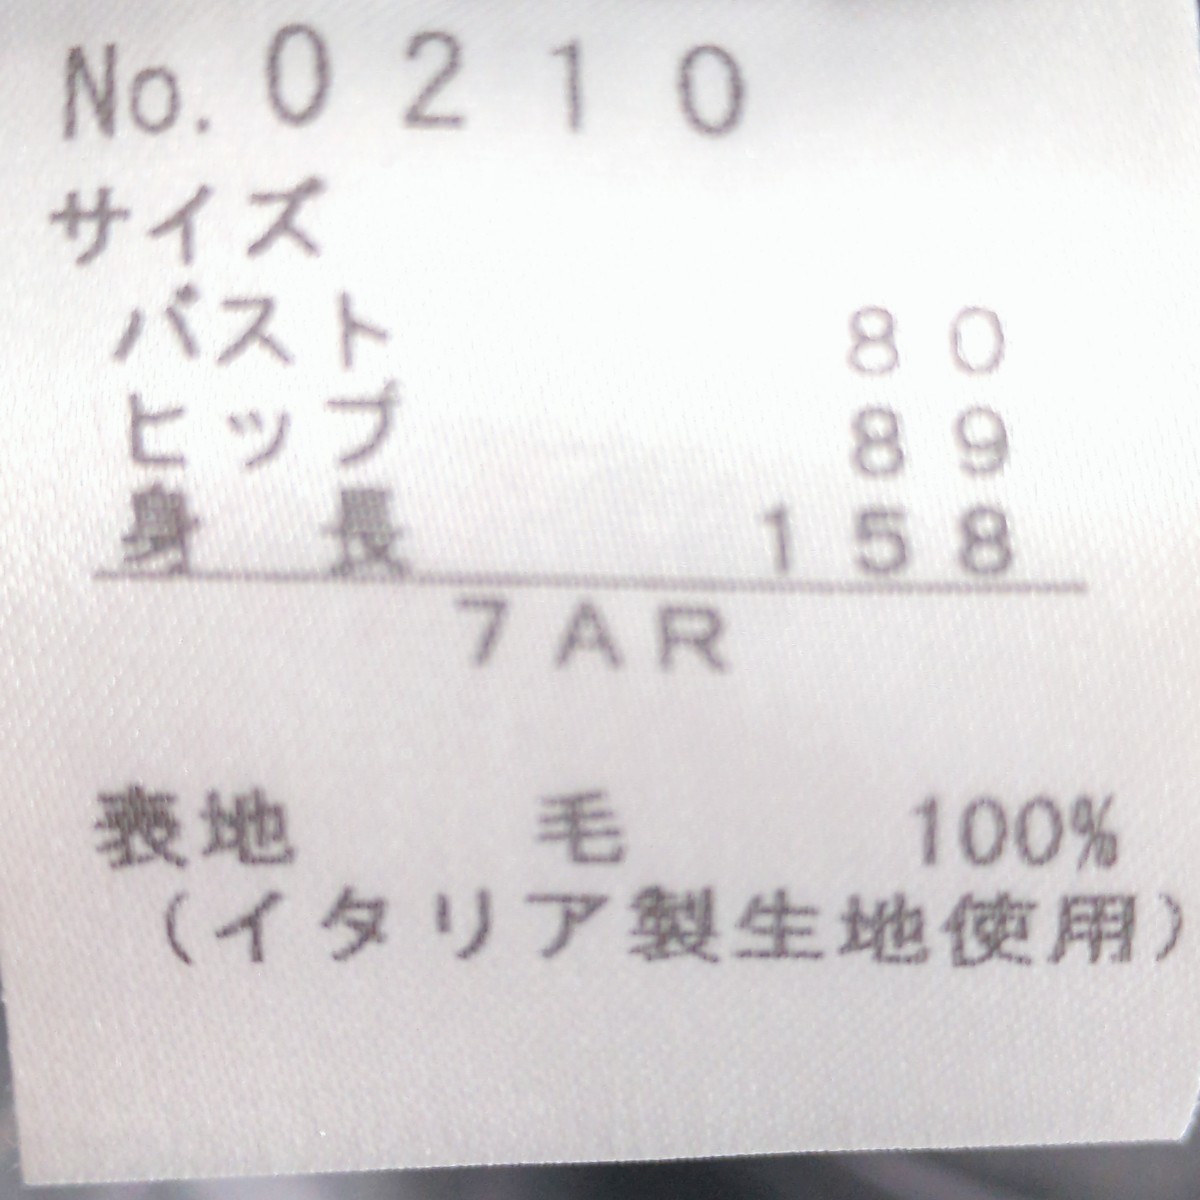 No. 0210
サイズ
バスト 80
ヒップ 89
身長 158
7AR
表地 毛 100%
(イタリア製生地使用)